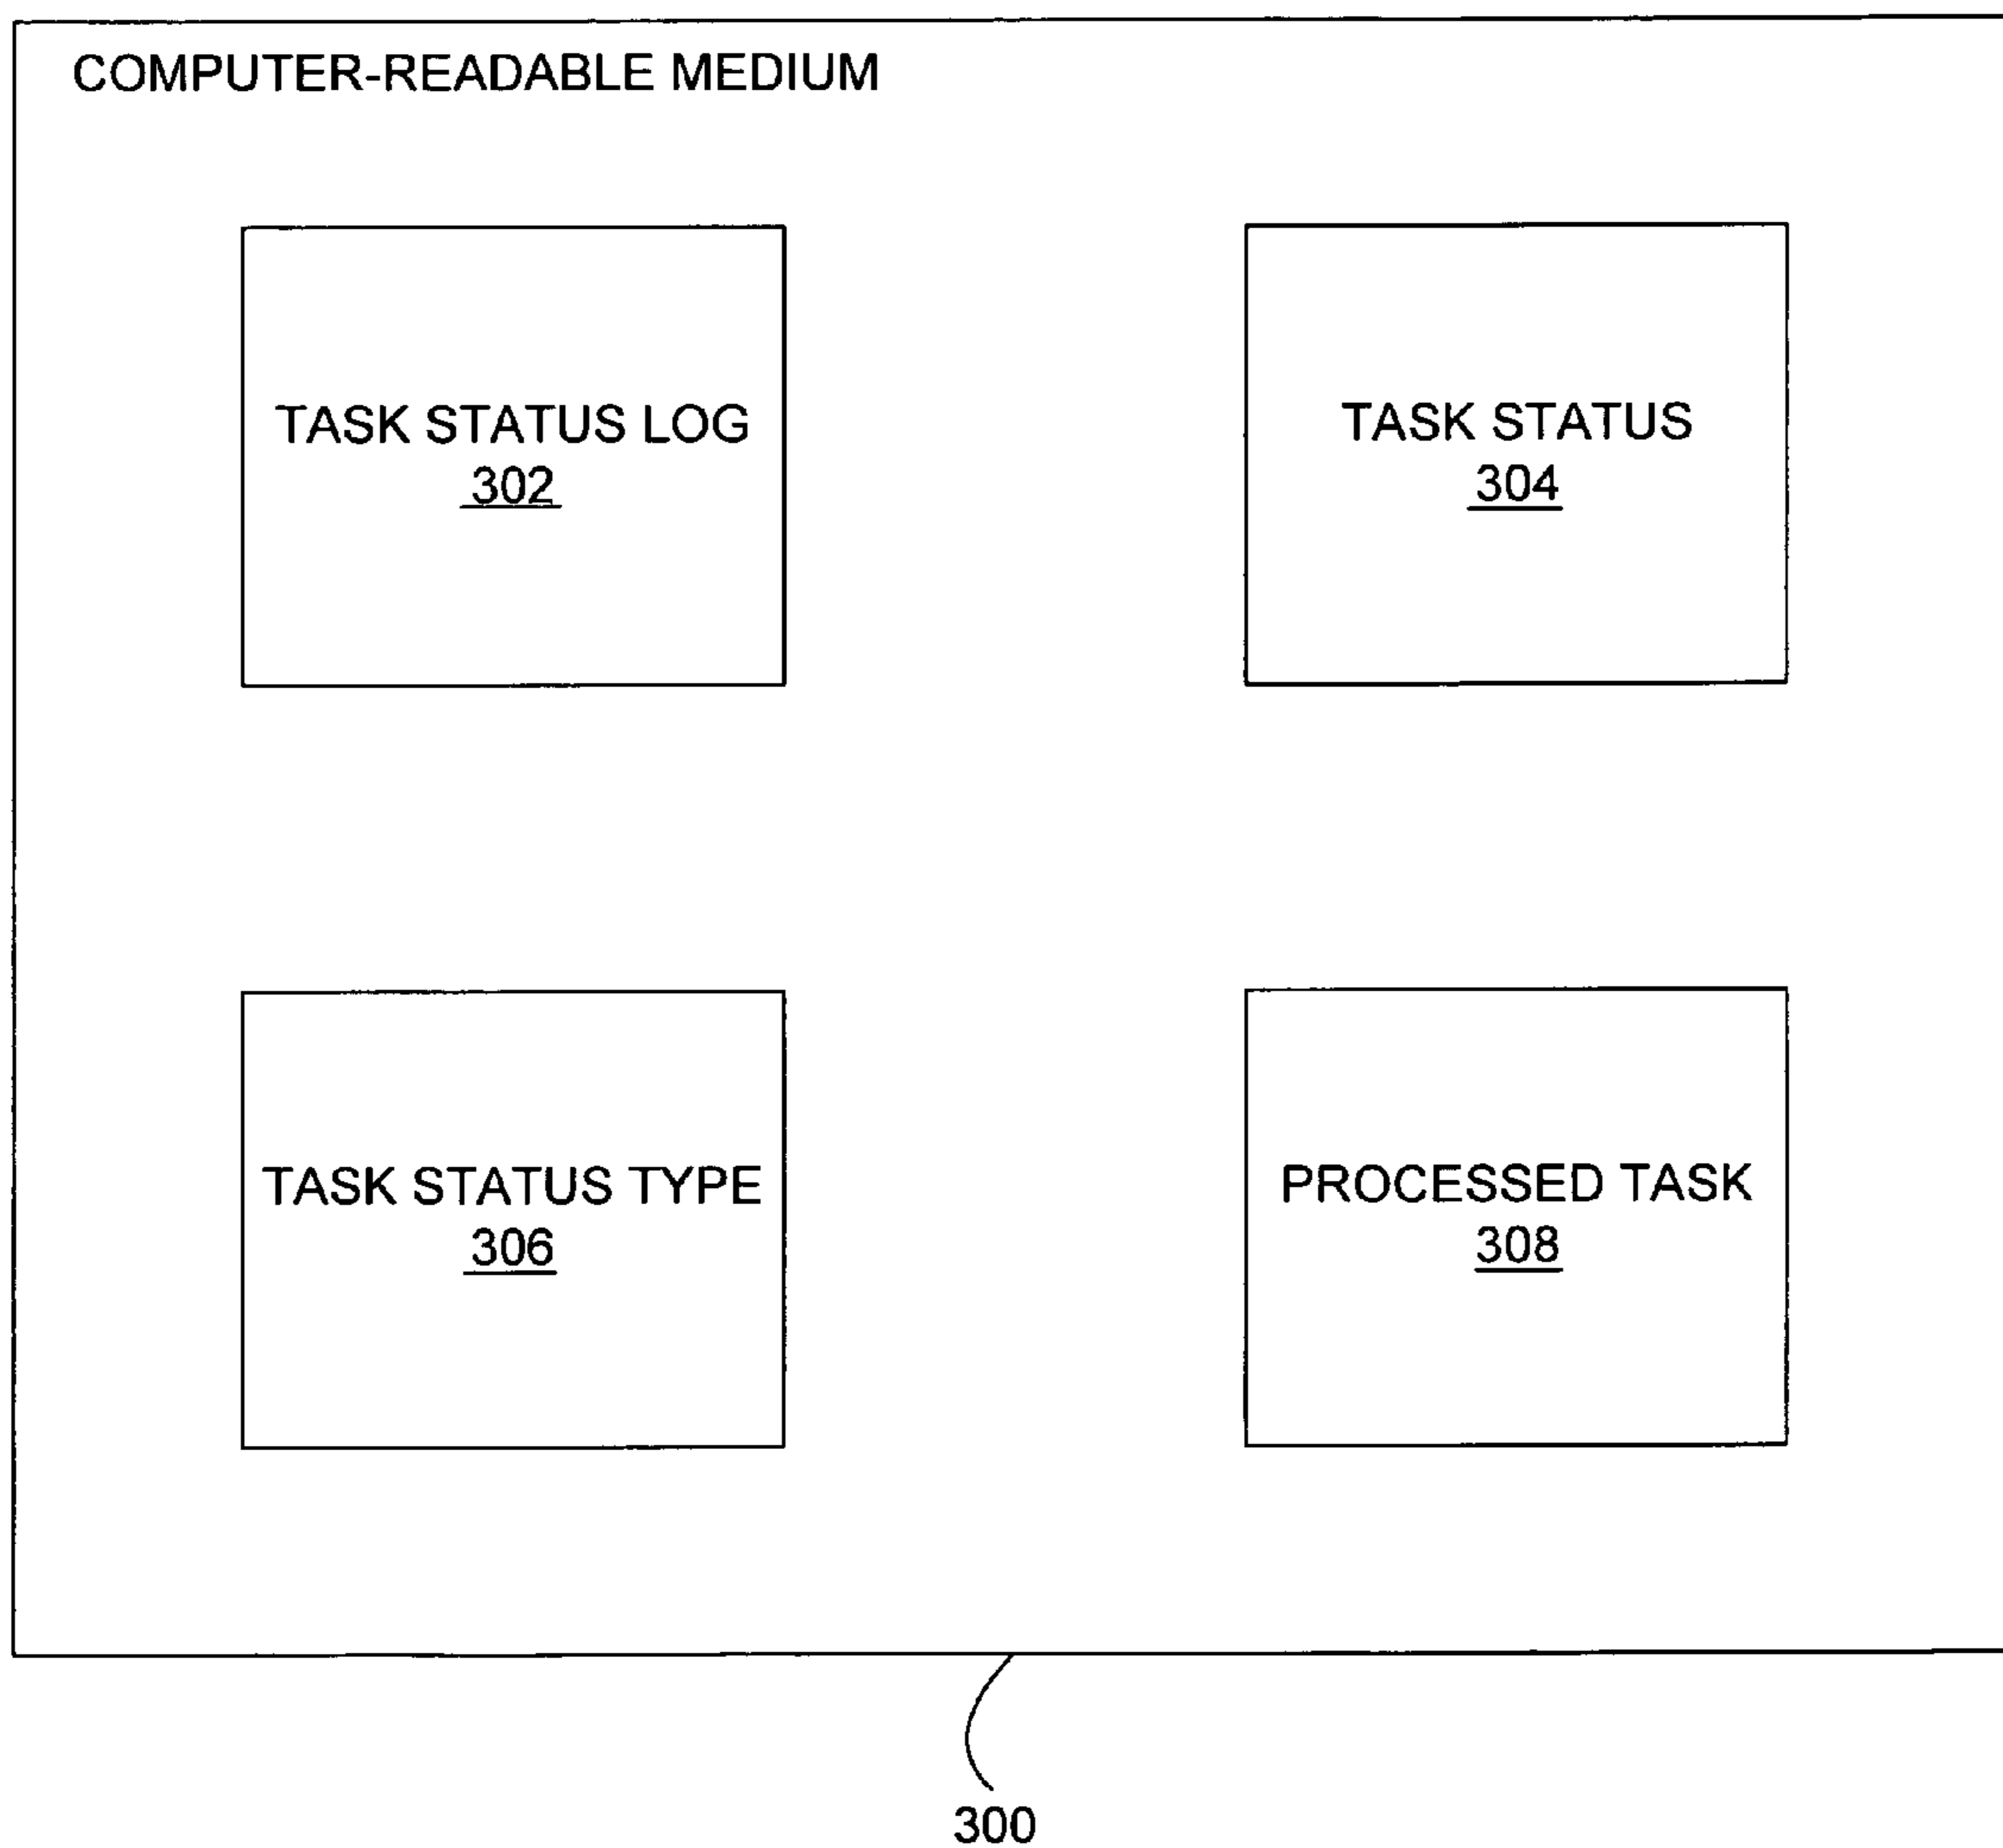 COMPUTER-READABLE MEDIUM
TASK STATUS LOG
302
TASK STATUS
304
TASK STATUS TYPE
306
PROCESSED TASK
308
300